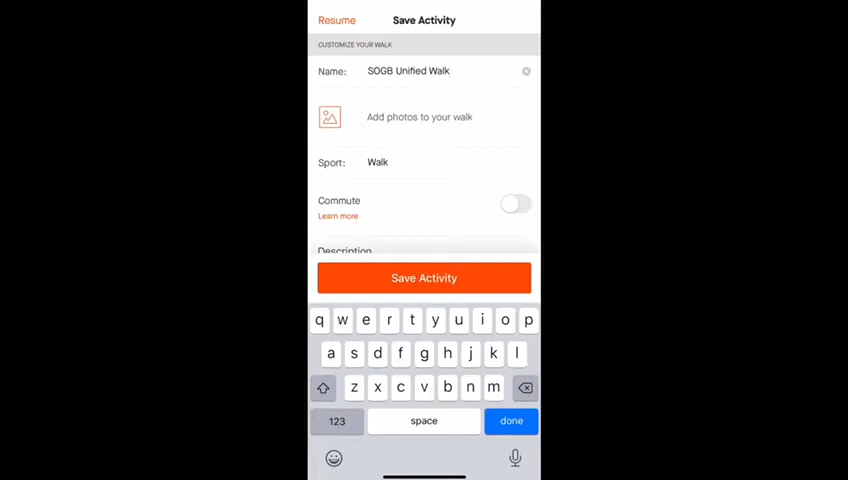 Resume Save Activity
CUSTOMIZE YOUR WALK
Name: SOGB Unified Walk
Add photos to your walk
Sport: Walk
Commute
Learn more
Description
Save Activity
q w e r t y u i o p
a s d f g h j k l
z x c v b n m
123 space done